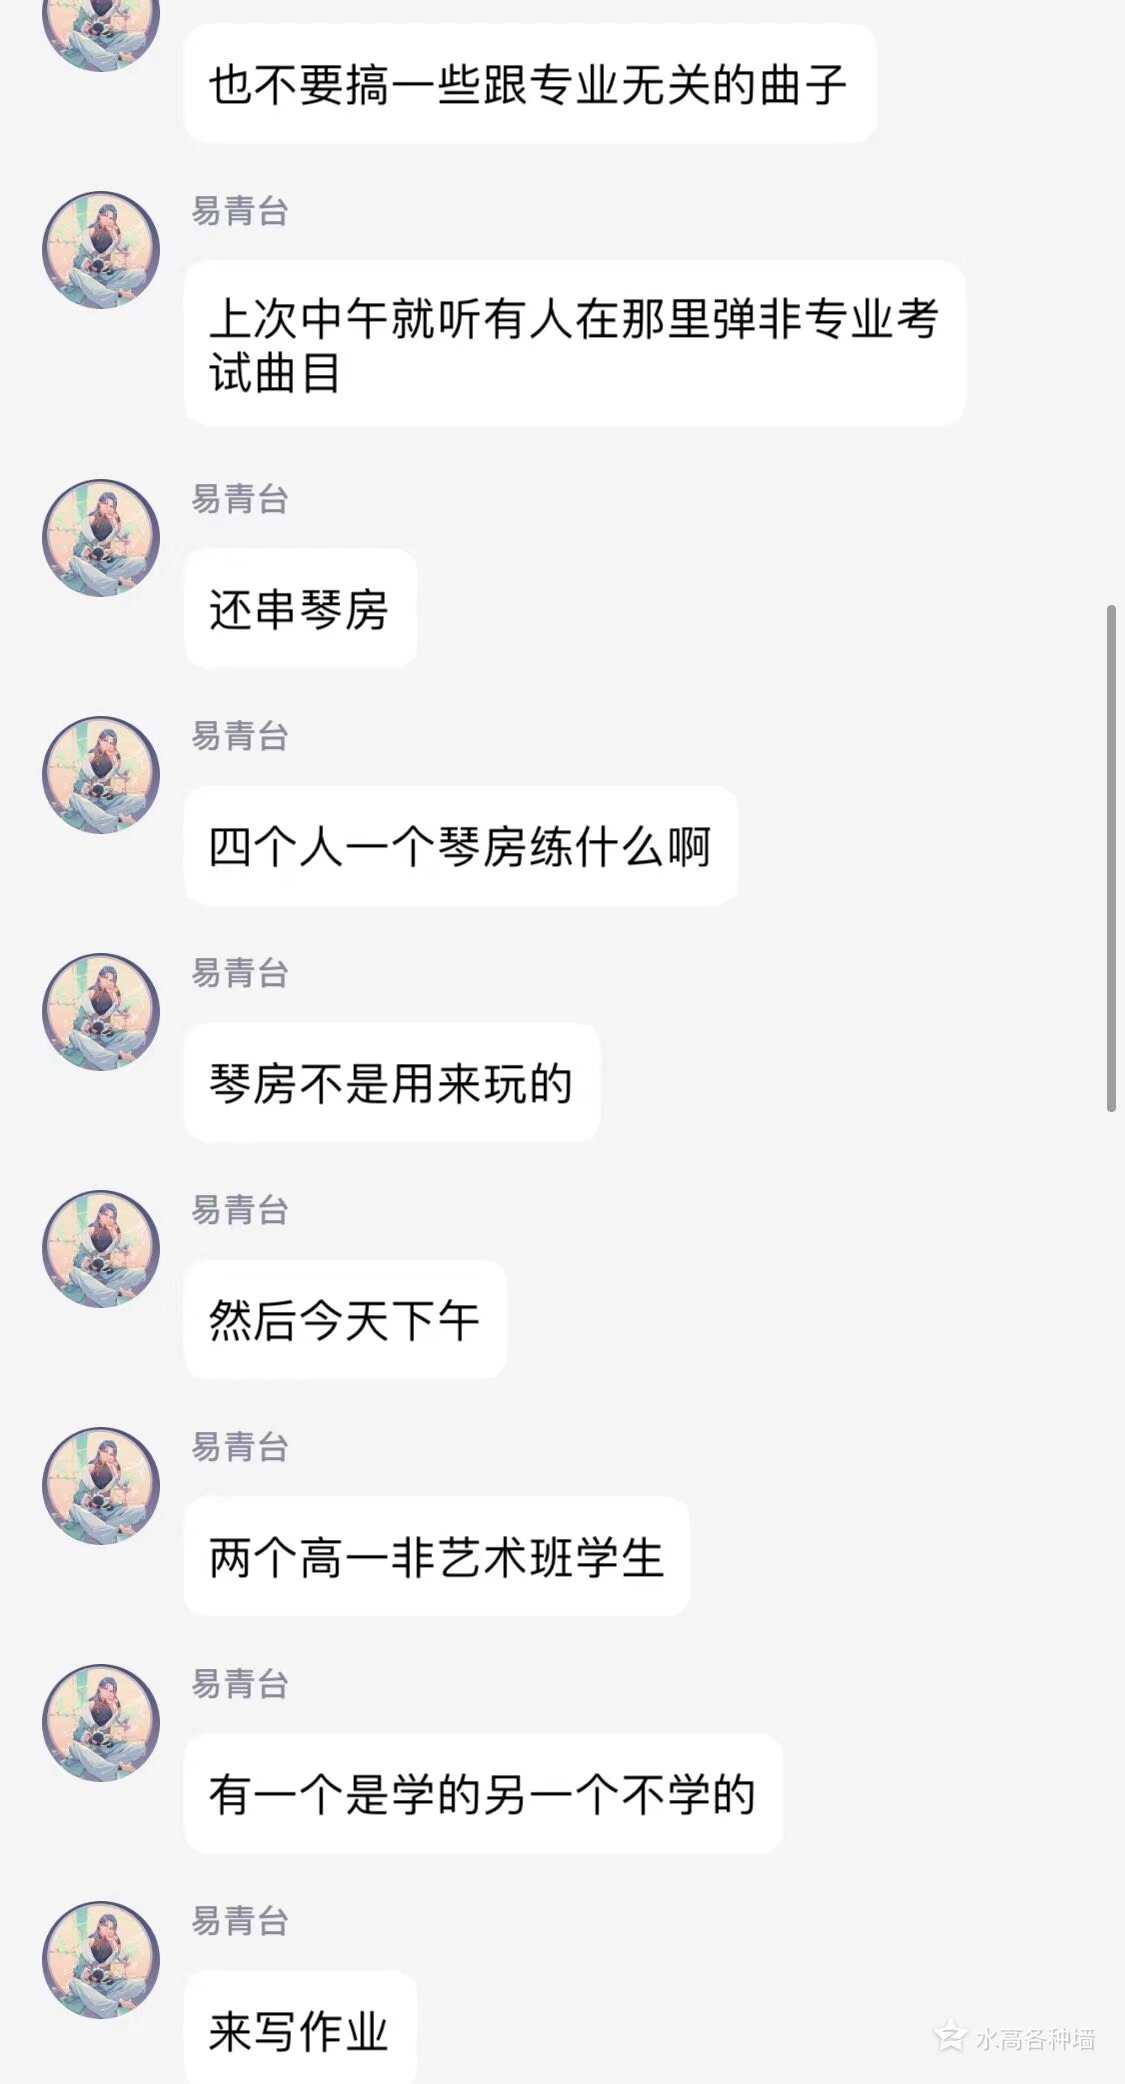 也不要搞一些跟专业无关的曲子
易青台
上次中午就听有人在那里弹非专业考
试曲目
易青台
还串琴房
易青台
四个人一个琴房练什么啊
易青台
琴房不是用来玩的
易青台
然后今天下午
易青台
两个高一非艺术班学生
易青台
有一个是学的另一个不学的
易青台
来写作业
水高各种墙